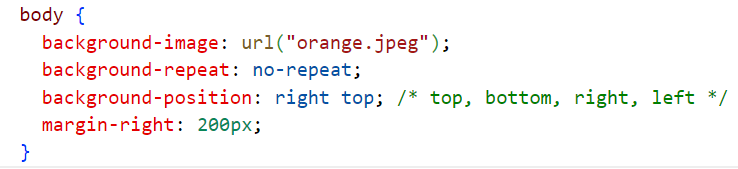 body {
  background-image: url("orange.jpeg");
  background-repeat: no-repeat;
  background-position: right top; /* top, bottom, right, left */
  margin-right: 200px;
}